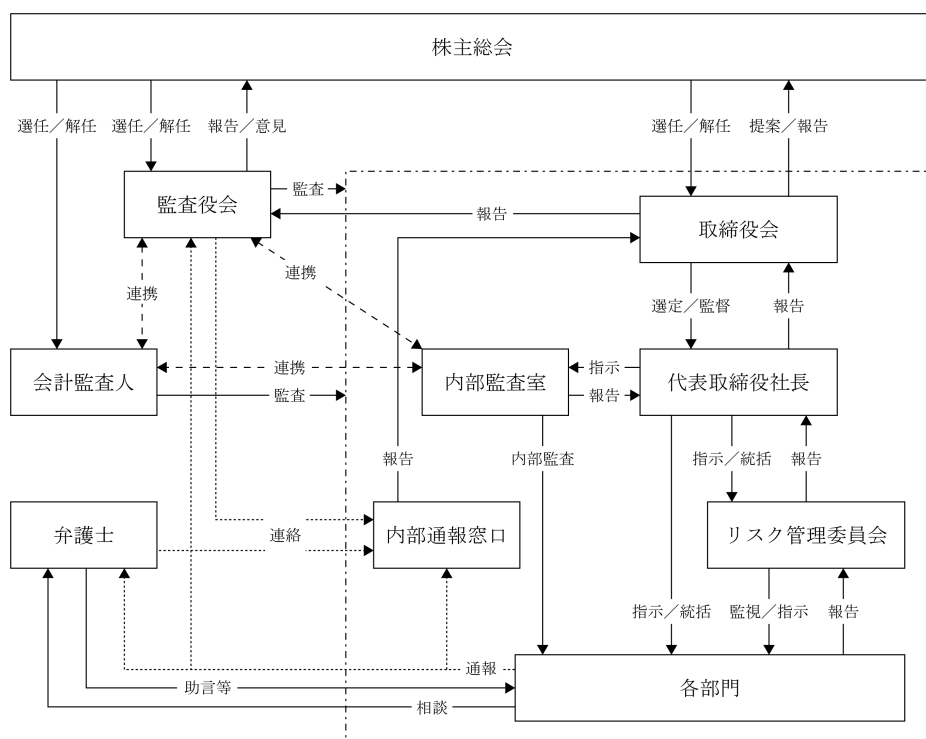 株主総会
選任／解任
選任／解任
報告／意見
選任／解任
提案／報告
監査役会
監査
報告
取締役会
連携
連携
選定／監督
報告
会計監査人
連携
監査
内部監査室
指示
報告
代表取締役社長
報告
内部監査
指示／統括
報告
弁護士
連絡
内部通報窓口
リスク管理委員会
指示／統括
監視／指示
報告
通報
助言等
相談
各部門